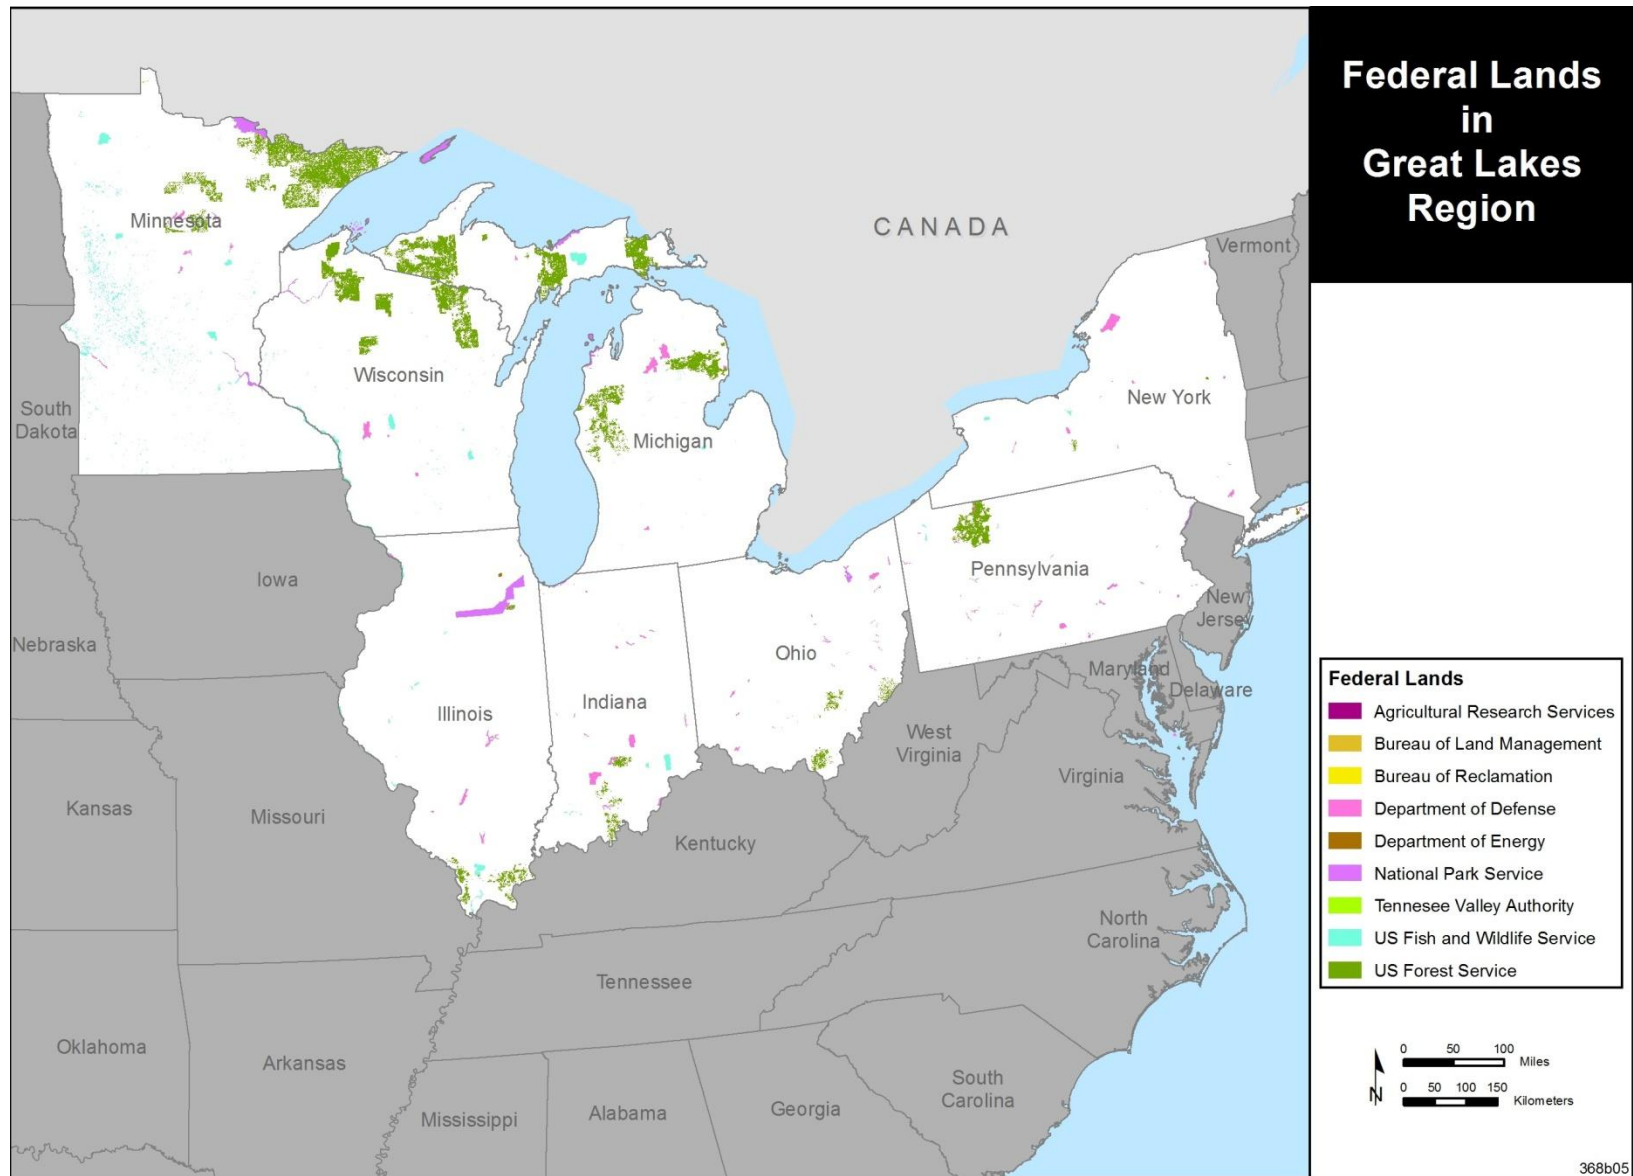 Federal Lands
in
Great Lakes
Region
CANADA
Minnesota
Vermont
Wisconsin
New York
South
Dakota
Michigan
Iowa
Pennsylvania
New
Jersey
Nebraska
Ohio
Maryland
Delaware
Illinois
Indiana
West
Virginia
Virginia
Kansas
Missouri
Kentucky
North
Carolina
Tennessee
Oklahoma
Arkansas
South
Carolina
Mississippi
Alabama
Georgia
Federal Lands
Agricultural Research Services
Bureau of Land Management
Bureau of Reclamation
Department of Defense
Department of Energy
National Park Service
Tennesee Valley Authority
US Fish and Wildlife Service
US Forest Service
N
0 50 100
Miles
0 50 100 150
Kilometers
368b05